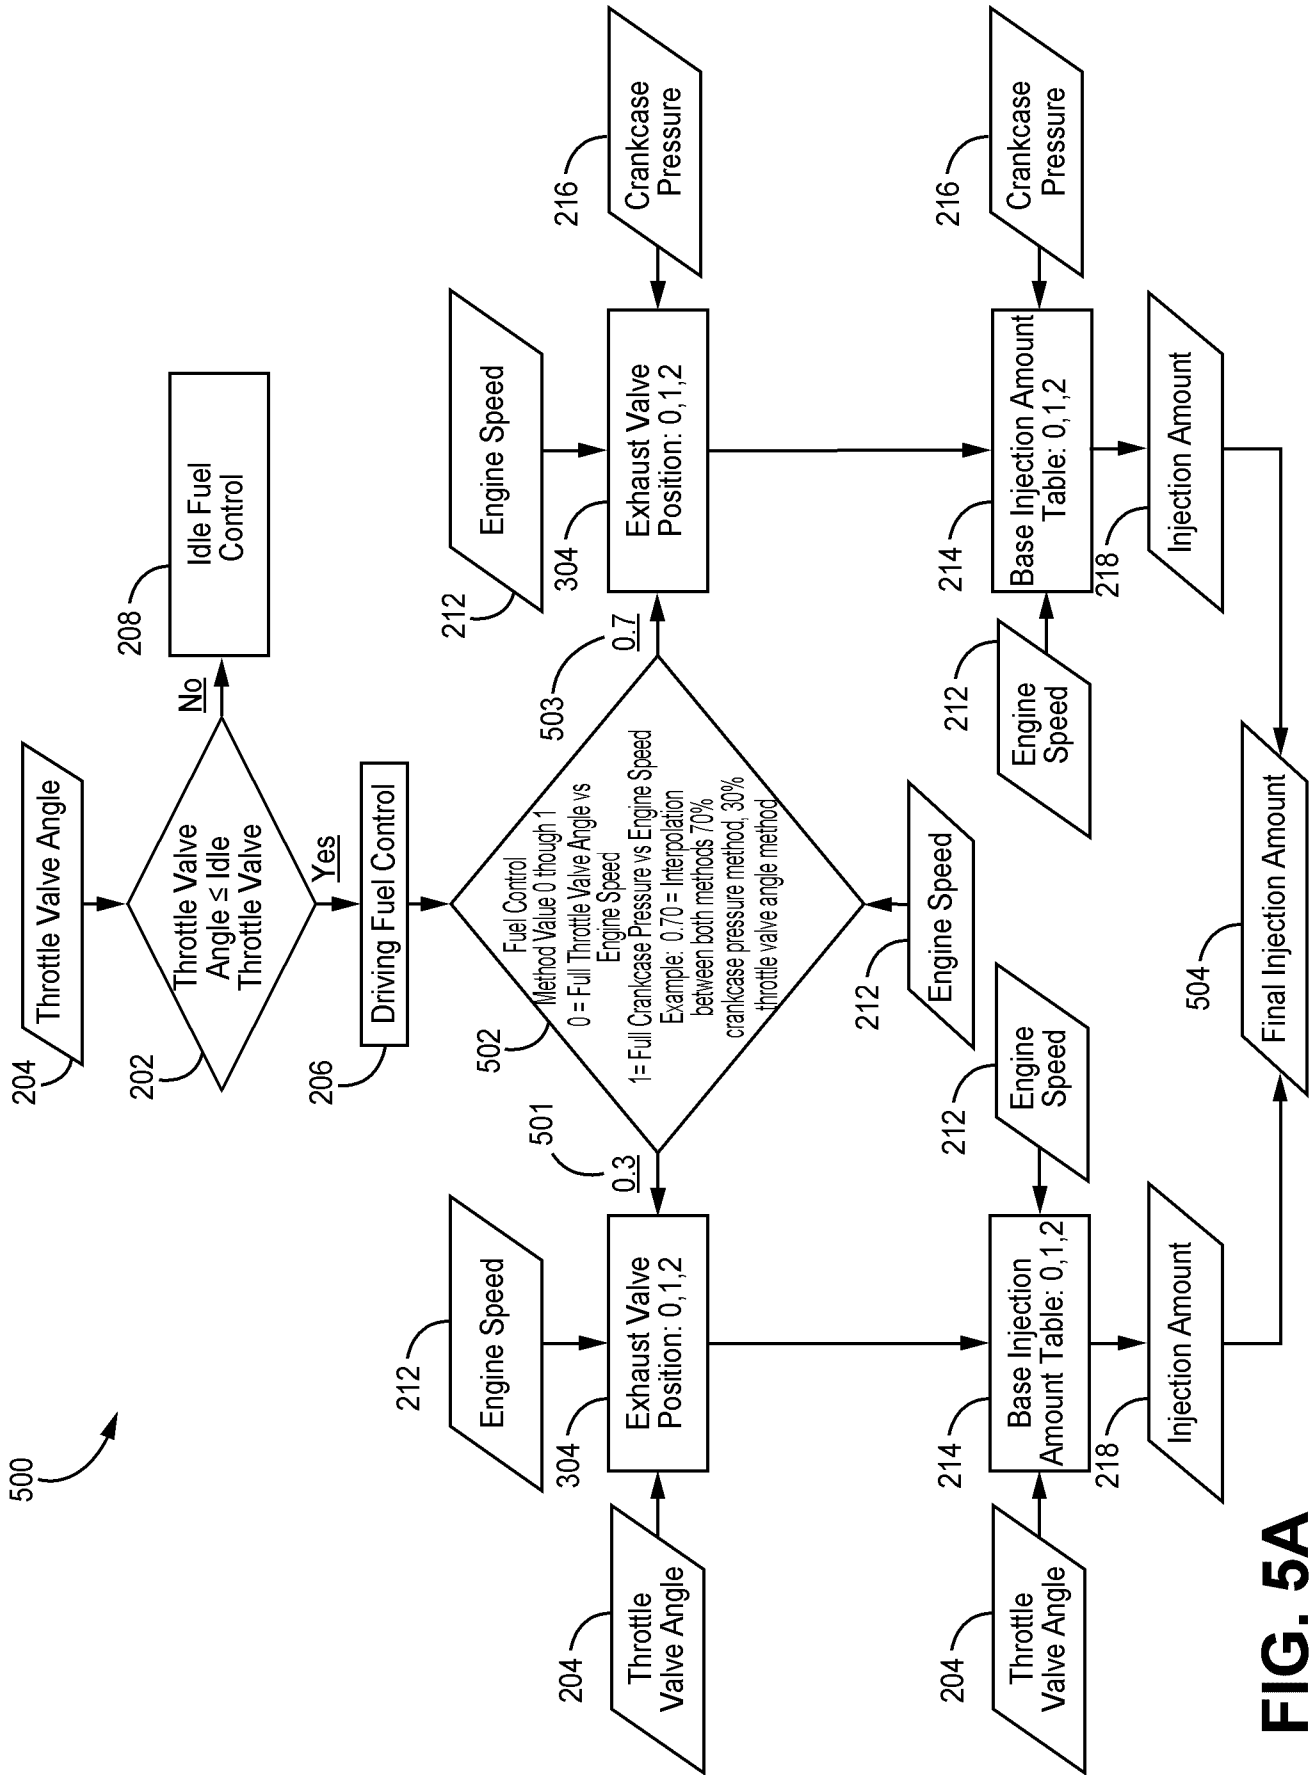 500
Throttle Valve Angle
204
Throttle Valve
Angle ≤ Idle
Throttle Valve
202
No
Idle Fuel
Control
208
Yes
Driving Fuel Control
206
Fuel Control
Method Value 0 though 1
0 = Full Throttle Valve Angle vs
Engine Speed
1= Full Crankcase Pressure vs Engine Speed
Example: 0.70 = Interpolation
between both methods 70%
crankcase pressure method, 30%
throttle valve angle method
502
501
0.3
503
0.7
Engine Speed
212
Engine Speed
212
Engine Speed
212
Throttle
Valve Angle
204
Exhaust Valve
Position: 0,1,2
304
Exhaust Valve
Position: 0,1,2
304
Crankcase
Pressure
216
Throttle
Valve Angle
204
Base Injection
Amount Table: 0,1,2
214
Engine
Speed
212
Engine
Speed
212
Base Injection Amount
Table: 0,1,2
214
Crankcase
Pressure
216
Injection Amount
218
Injection Amount
218
Final Injection Amount
504
FIG. 5A